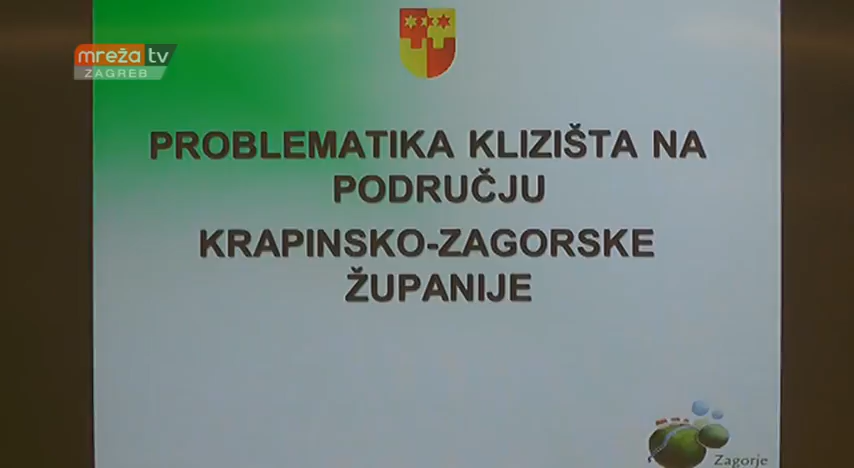 mreža tv
ZAGREB
PROBLEMATIKA KLIZIŠTA NA
PODRUČJU
KRAPINSKO-ZAGORSKE
ŽUPANIJE
Zagorje